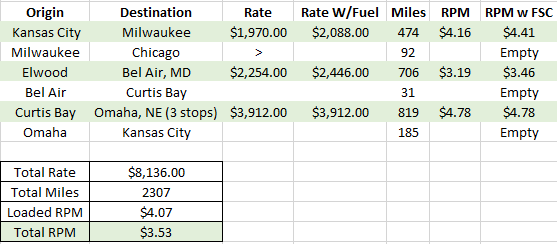 Origin Destination Rate Rate W/Fuel Miles RPM RPM w FSC
Kansas City Milwaukee $1,970.00 $2,088.00 474 $4.16 $4.41
Milwaukee Chicago > 92 Empty
Elwood Bel Air, MD $2,254.00 $2,446.00 706 $3.19 $3.46
Bel Air Curtis Bay 31 Empty
Curtis Bay Omaha, NE (3 stops) $3,912.00 $3,912.00 819 $4.78 $4.78
Omaha Kansas City 185 Empty
Total Rate $8,136.00
Total Miles 2307
Loaded RPM $4.07
Total RPM $3.53